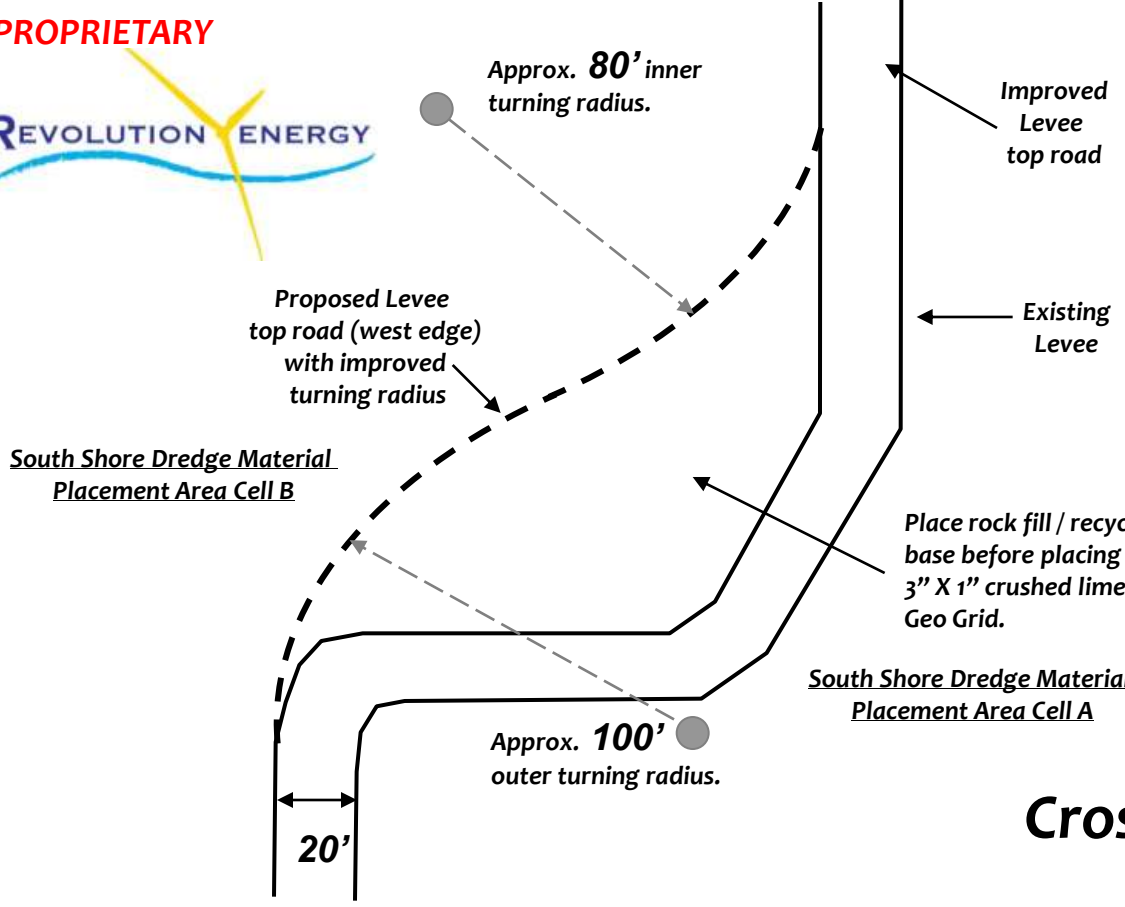 PROPRIETARY
REVOLUTION ENERGY
Approx. 80’ inner
turning radius.
Improved
Levee
top road
Proposed Levee
top road (west edge)
with improved
turning radius
Existing
Levee
South Shore Dredge Material
Placement Area Cell B
Place rock fill / recyc
base before placing
3” X 1” crushed lime
Geo Grid.
South Shore Dredge Material
Placement Area Cell A
Approx. 100’
outer turning radius.
20’
Cros